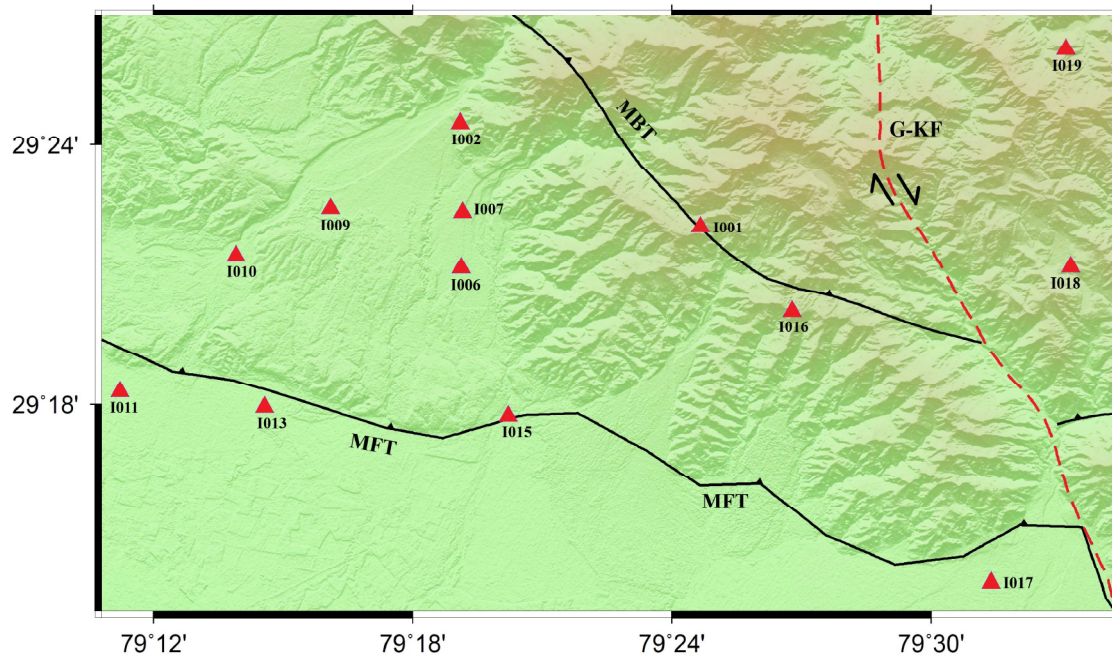 I019
MBT
I002
G-KF
29°24'
I007
I009
I001
I010
I006
I018
I016
29°18'
I011
I013
I015
MFT
MFT
I017
79°12'
79°18'
79°24'
79°30'